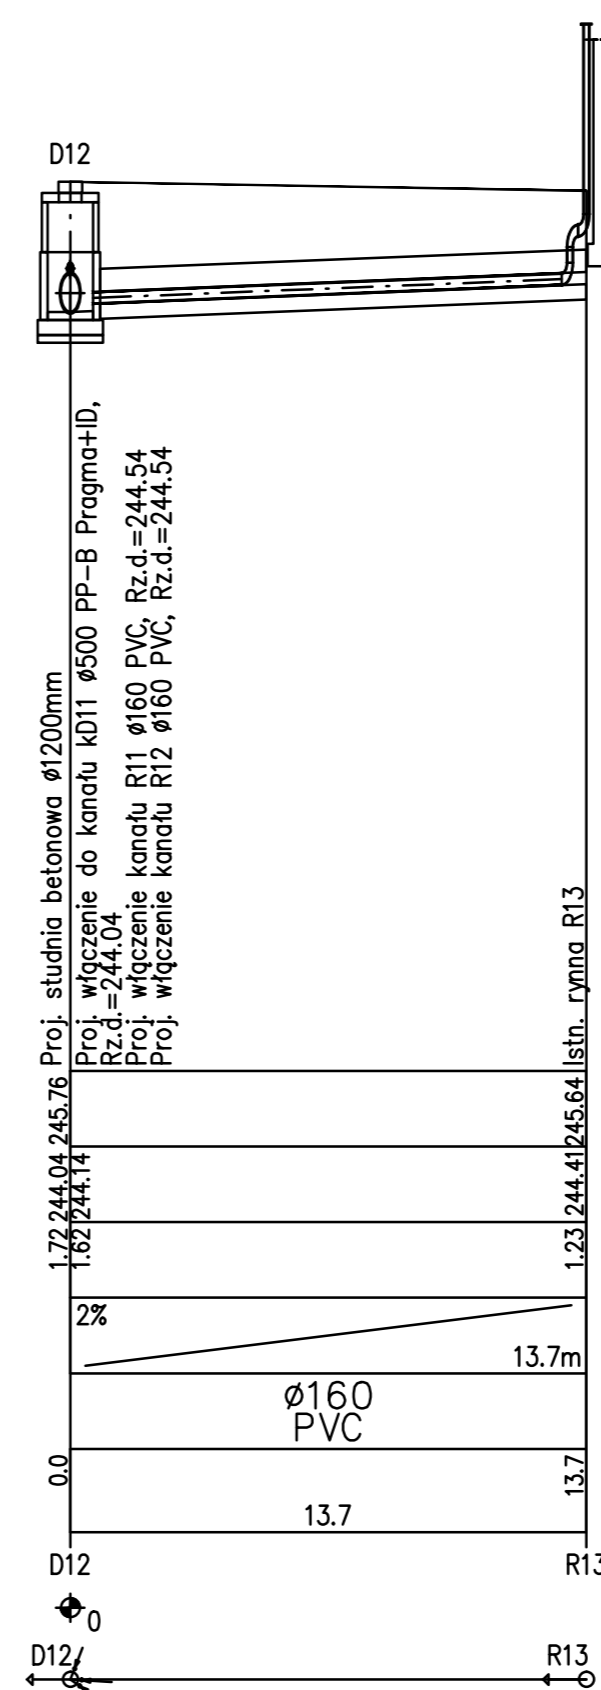 D12
Proj. studnia betonowa ø1200mm
Proj. włączenie do kanału kD11 ø500 PP-B Pragma+ID,
Rz.d.=244.04
Proj. włączenie kanału R11 ø160 PVC, Rz.d.=244.54
Proj. włączenie kanału R12 ø160 PVC, Rz.d.=244.54
Istn. rynna R13
245.76
245.64
244.04
244.14
244.41
1.72
1.62
1.23
2%
13.7m
ø160
PVC
0.0
13.7
13.7
D12
R13
0
D12
R13